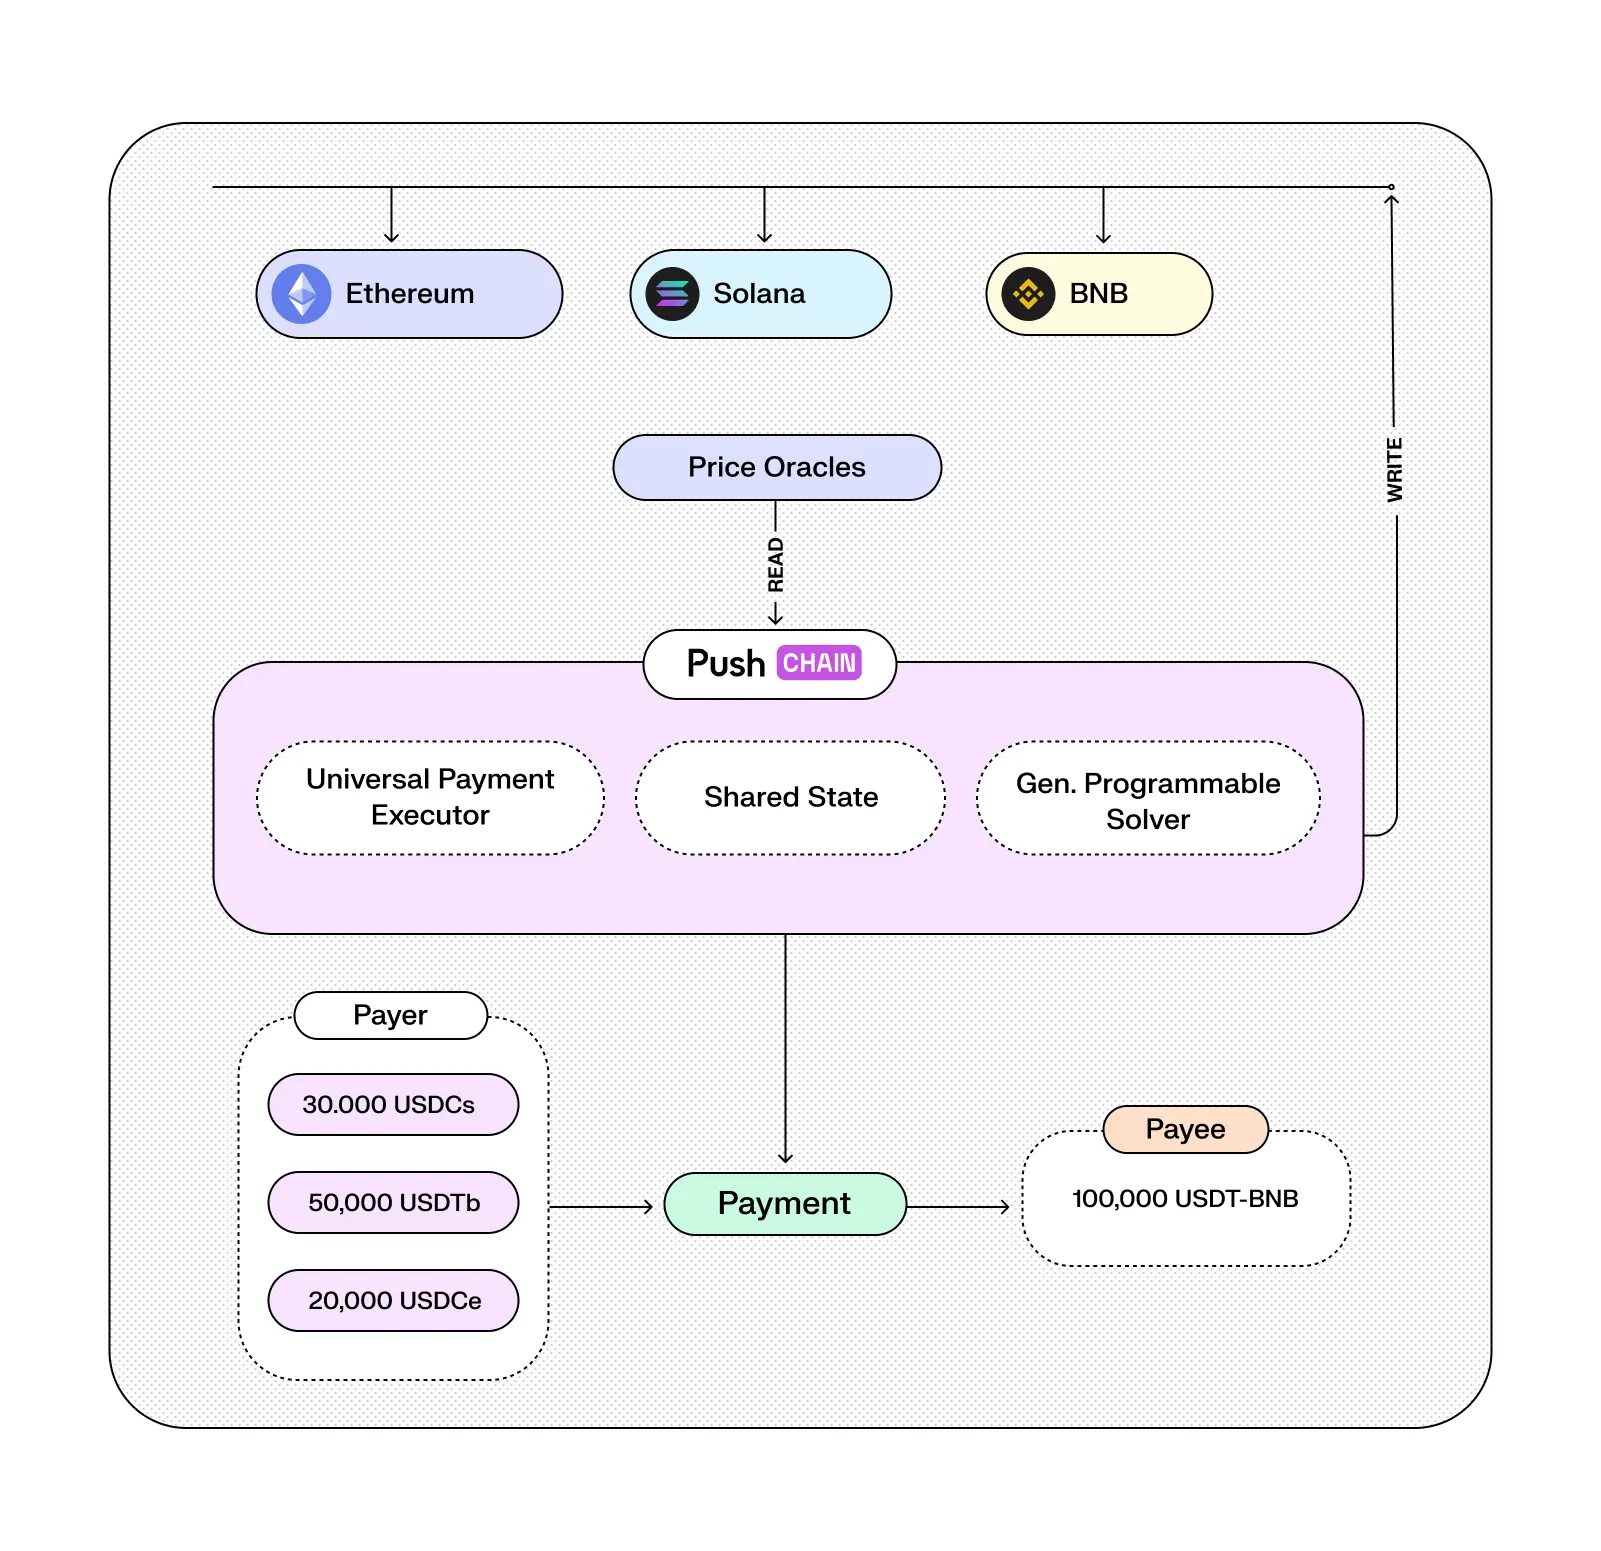 Ethereum
Solana
BNB
Price Oracles
WRITE
READ
Push CHAIN
Universal Payment
Executor
Shared State
Gen. Programmable
Solver
Payer
30.000 USDCs
50,000 USDTb
20,000 USDCe
Payment
Payee
100,000 USDT-BNB